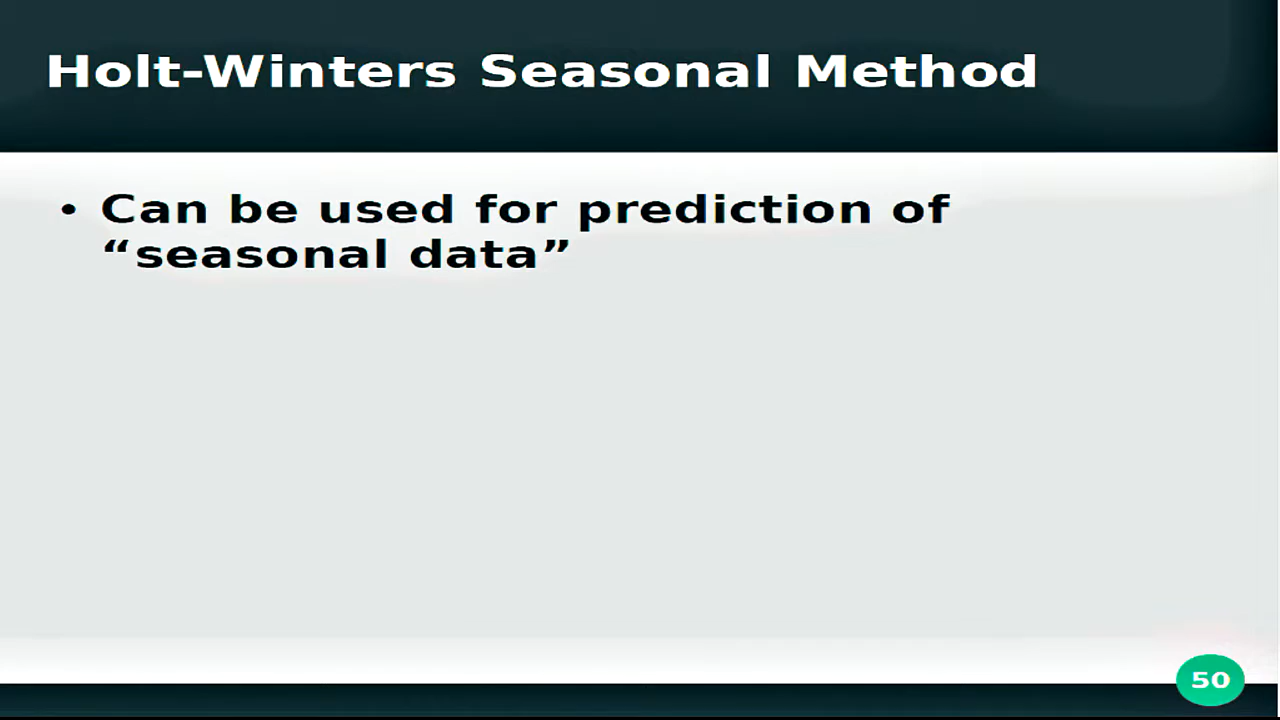 Holt-Winters Seasonal Method
• Can be used for prediction of
“seasonal data”
50